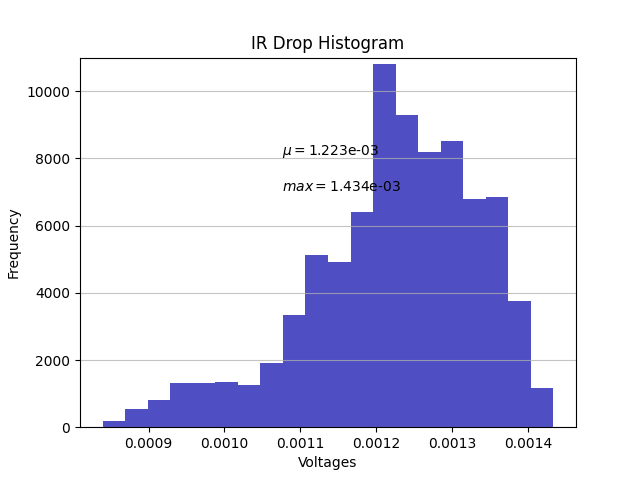 IR Drop Histogram
10000
8000
6000
4000
2000
0
Frequency
μ = 1.223e-03
max = 1.434e-03
0.0009 0.0010 0.0011 0.0012 0.0013 0.0014
Voltages